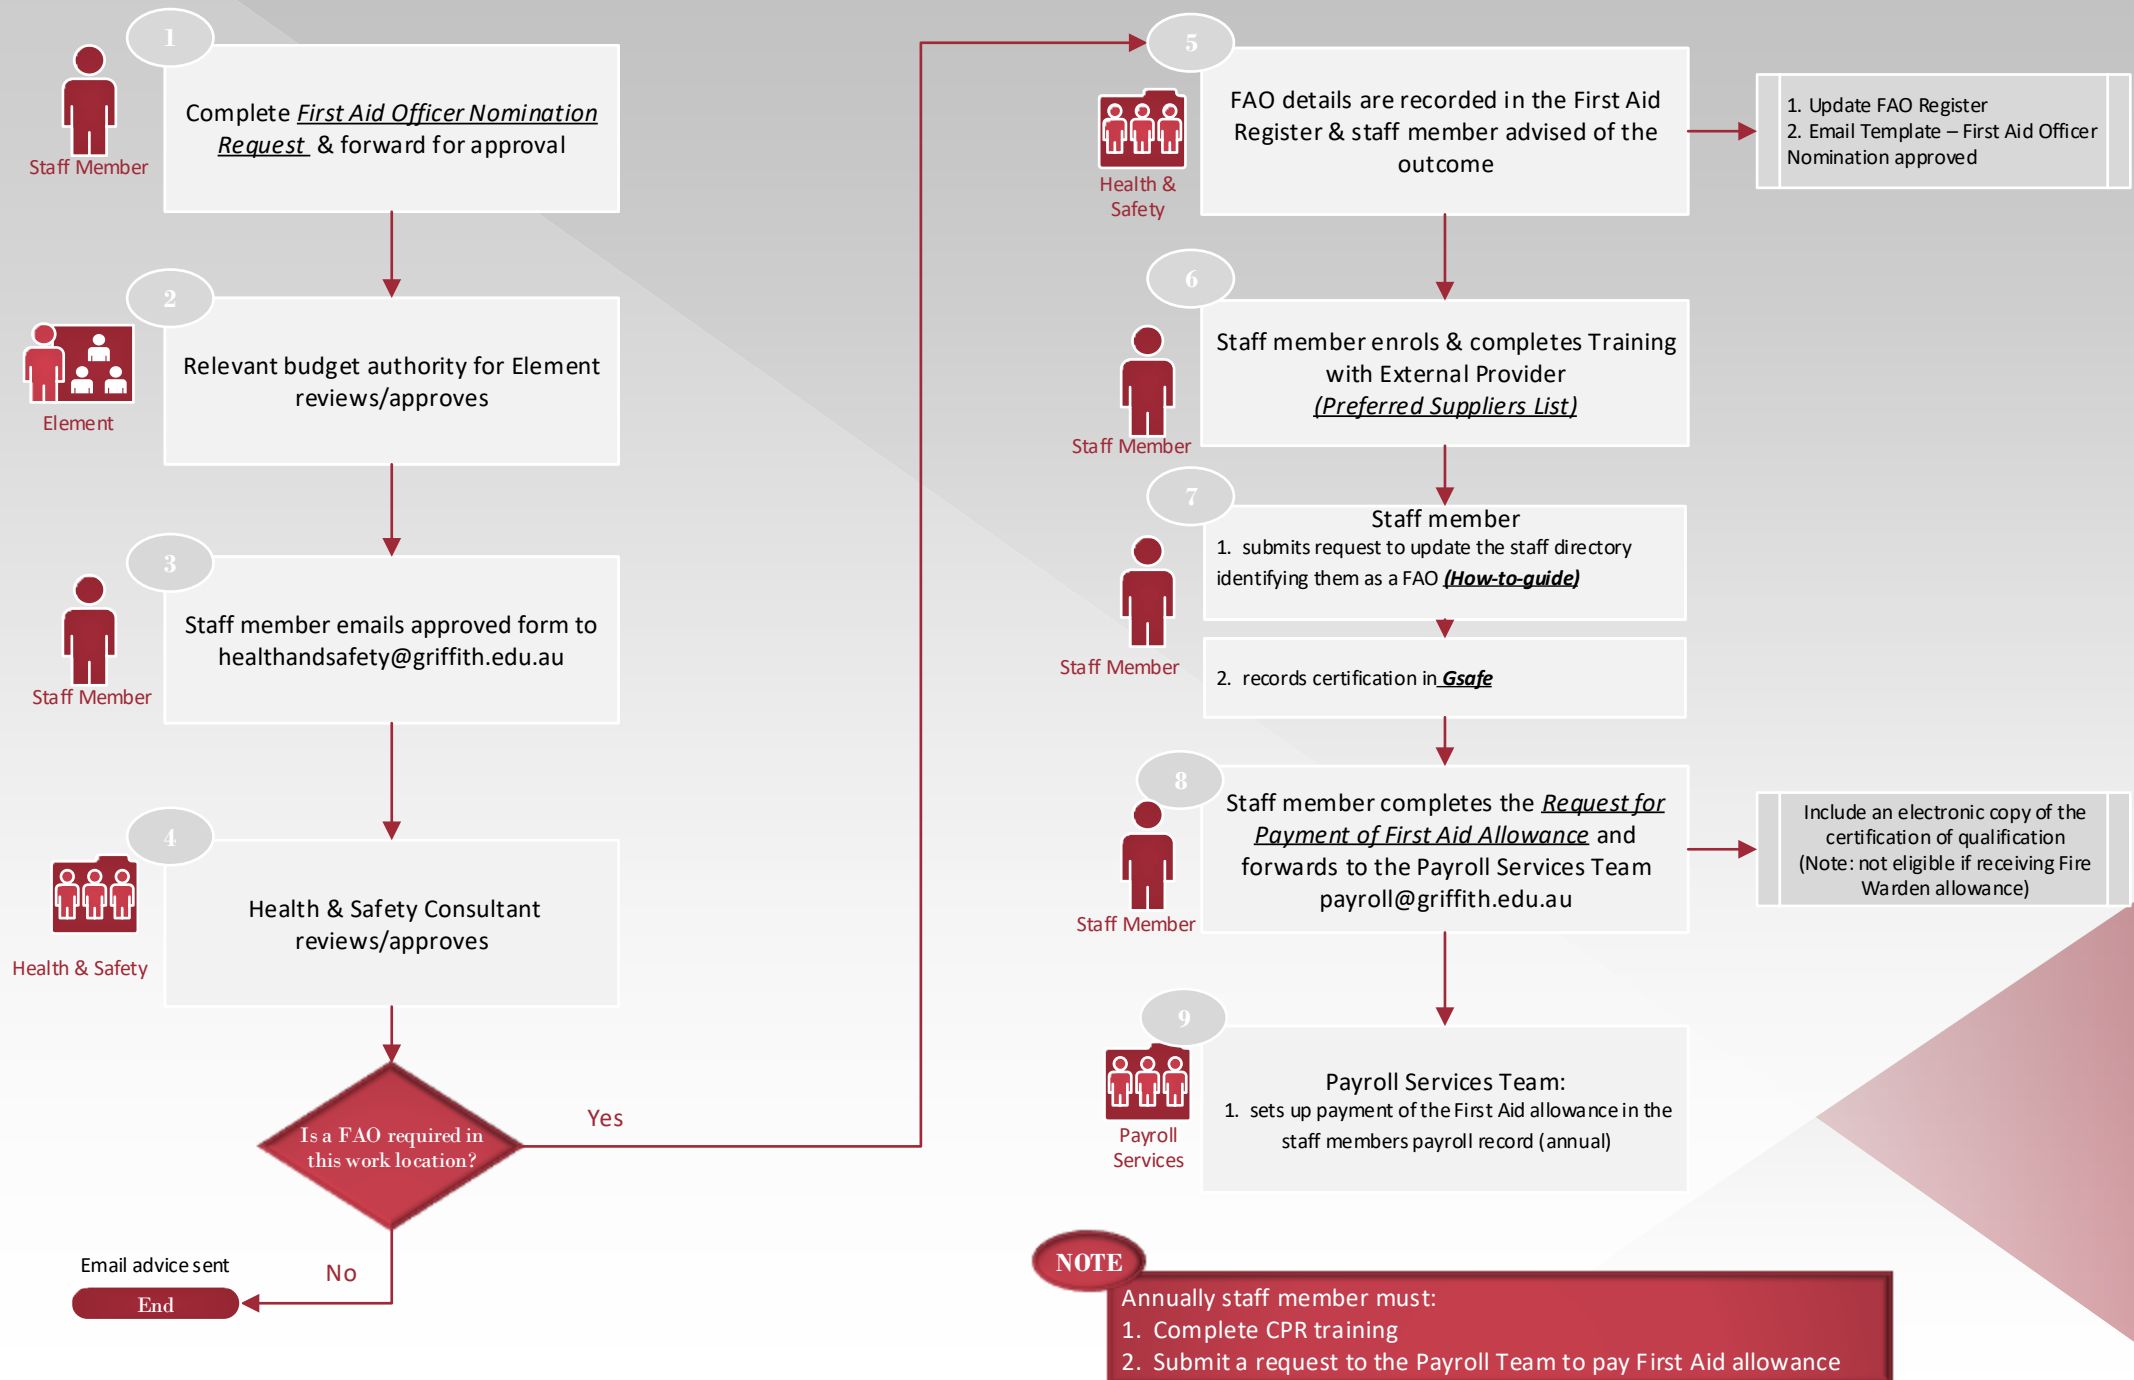 1
Staff Member
Complete First Aid Officer Nomination
Request & forward for approval
2
Element
Relevant budget authority for Element
reviews/approves
3
Staff Member
Staff member emails approved form to
healthandsafety@griffith.edu.au
4
Health & Safety
Health & Safety Consultant
reviews/approves
Is a FAO required in
this work location?
Yes
No
Email advice sent
End
5
Health &
Safety
FAO details are recorded in the First Aid
Register & staff member advised of the
outcome
1. Update FAO Register
2. Email Template – First Aid Officer
Nomination approved
6
Staff Member
Staff member enrols & completes Training
with External Provider
(Preferred Suppliers List)
7
Staff Member
Staff member
1. submits request to update the staff directory
identifying them as a FAO (How-to-guide)
2. records certification in Gsafe
8
Staff Member
Staff member completes the Request for
Payment of First Aid Allowance and
forwards to the Payroll Services Team
payroll@griffith.edu.au
Include an electronic copy of the
certification of qualification
(Note: not eligible if receiving Fire
Warden allowance)
9
Payroll
Services
Payroll Services Team:
1. sets up payment of the First Aid allowance in the
staff members payroll record (annual)
NOTE
Annually staff member must:
1. Complete CPR training
2. Submit a request to the Payroll Team to pay First Aid allowance